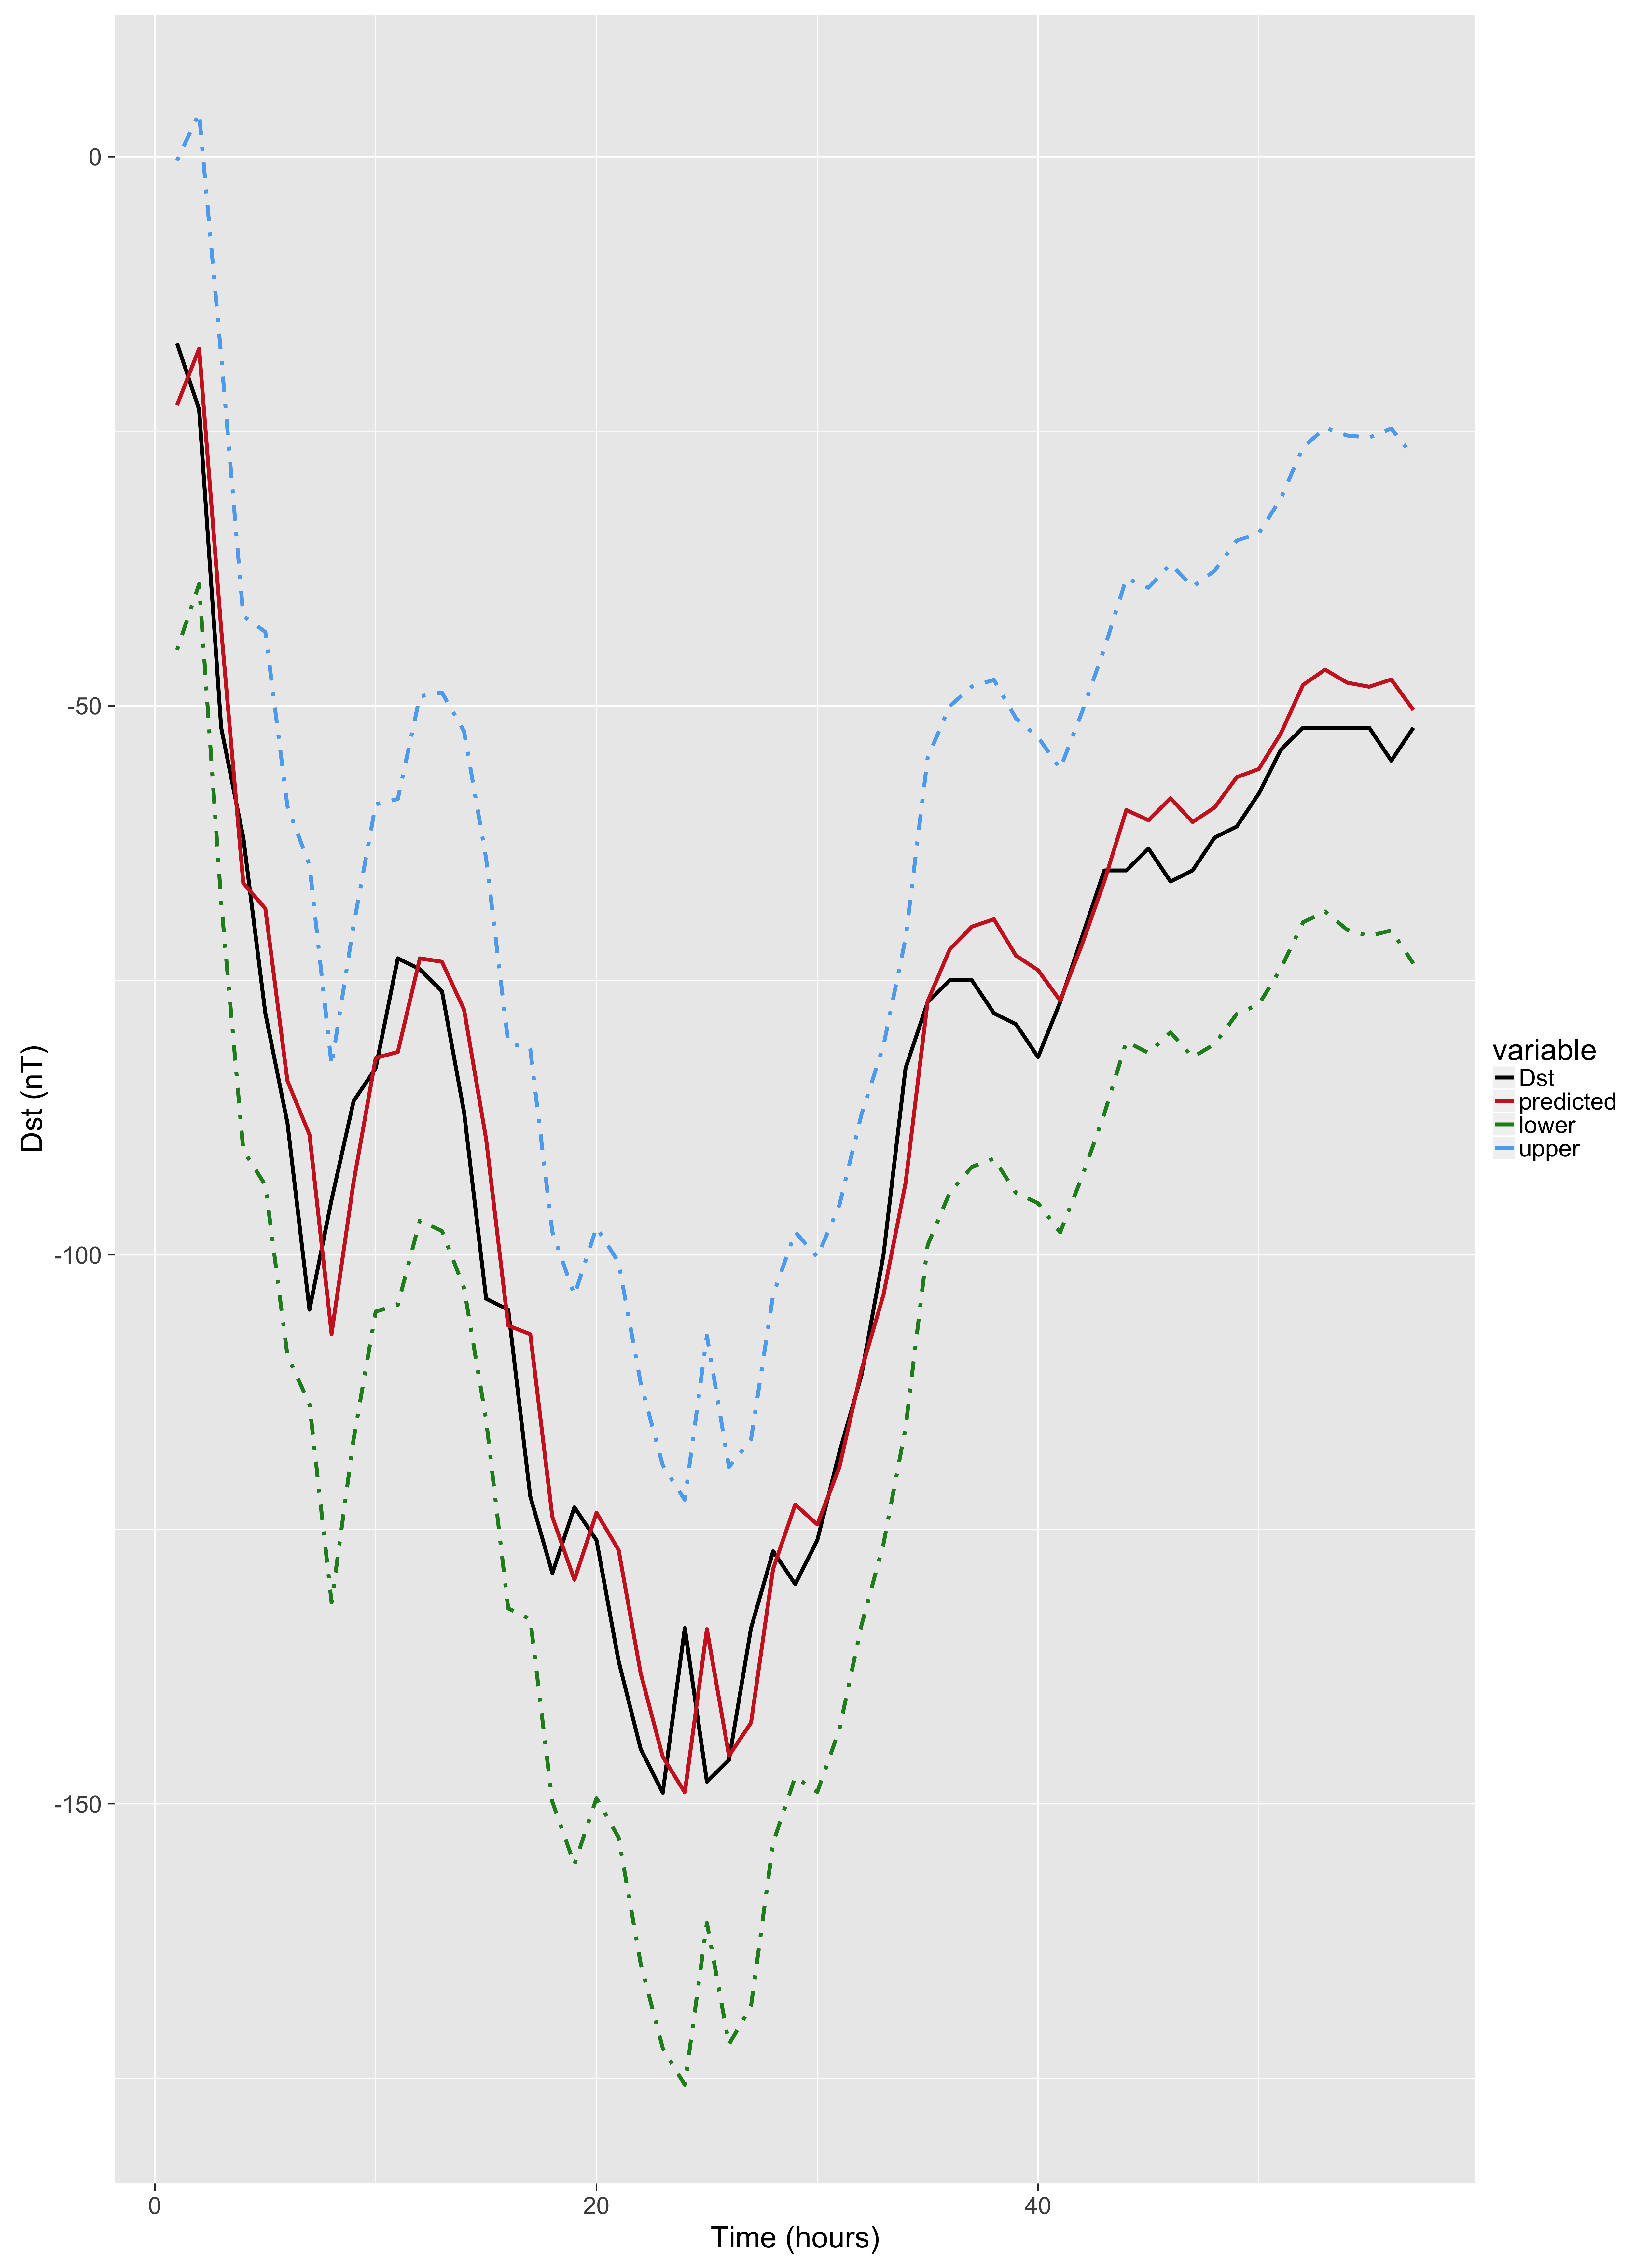 0
-50
-100
-150
Dst (nT)
0
20
40
Time (hours)
variable
Dst
predicted
lower
upper